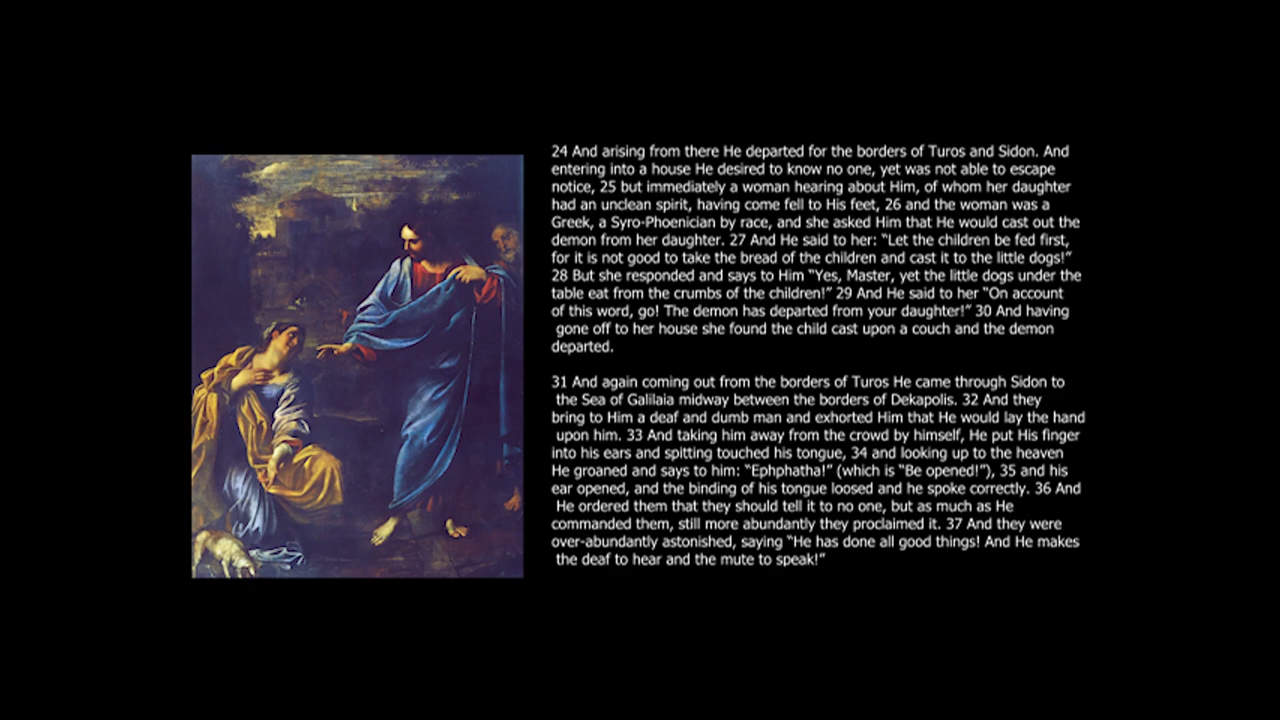 24 And arising from there He departed for the borders of Turos and Sidon. And
entering into a house He desired to know no one, yet was not able to escape
notice, 25 but immediately a woman hearing about Him, of whom her daughter
had an unclean spirit, having come fell to His feet, 26 and the woman was a
Greek, a Syro-Phoenician by race, and she asked Him that He would cast out the
demon from her daughter. 27 And He said to her: “Let the children be fed first,
for it is not good to take the bread of the children and cast it to the little dogs!”
28 But she responded and says to Him “Yes, Master, yet the little dogs under the
table eat from the crumbs of the children!” 29 And He said to her “On account
of this word, go! The demon has departed from your daughter!” 30 And having
gone off to her house she found the child cast upon a couch and the demon
departed.
31 And again coming out from the borders of Turos He came through Sidon to
the Sea of Galilaia midway between the borders of Dekapolis. 32 And they
bring to Him a deaf and dumb man and exhorted Him that He would lay the hand
upon him. 33 And taking him away from the crowd by himself, He put His finger
into his ears and spitting touched his tongue, 34 and looking up to the heaven
He groaned and says to him: “Ephphatha!” (which is “Be opened!”), 35 and his
ear opened, and the binding of his tongue loosed and he spoke correctly. 36 And
He ordered them that they should tell it to no one, but as much as He
commanded them, still more abundantly they proclaimed it. 37 And they were
over-abundantly astonished, saying “He has done all good things! And He makes
the deaf to hear and the mute to speak!”